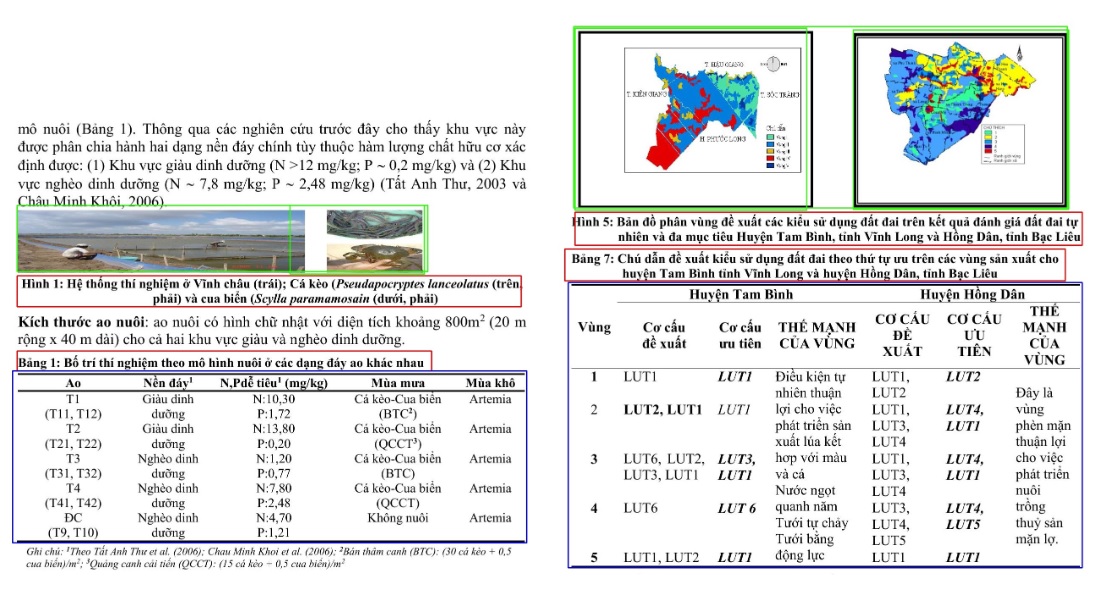 mô nuôi (Bảng 1). Thông qua các nghiên cứu trước đây cho thấy khu vực này
được phân chia hành hai dạng nền đáy chính tùy thuộc hàm lượng chất hữu cơ xác
định được: (1) Khu vực giàu dinh dưỡng (N >12 mg/kg; P ~ 0,2 mg/kg) và (2) Khu
vực nghèo dinh dưỡng (N ~ 7,8 mg/kg; P ~ 2,48 mg/kg) (Tất Anh Thư, 2003 và
Châu Minh Khôi, 2006)
Hình 1: Hệ thống thí nghiệm ở Vĩnh châu (trái); Cá kèo (Pseudapocryptes lanceolatus (trên,
phải) và cua biển (Scylla paramamosain (dưới, phải)
Kích thước ao nuôi: ao nuôi có hình chữ nhật với diện tích khoảng 800m² (20 m
rộng x 40 m dài) cho cả hai khu vực giàu và nghèo dinh dưỡng.
Bảng 1: Bố trí thí nghiệm theo mô hình nuôi ở các dạng đáy ao khác nhau
Ao Nền đáy¹ N,Pdễ tiêu¹ (mg/kg) Mùa mưa Mùa khô
T1 Giàu dinh N:10,30 Cá kèo-Cua biển Artemia
(T11, T12) dưỡng P:1,72 (BTC²)
T2 Giàu dinh N:13,80 Cá kèo-Cua biển Artemia
(T21, T22) dưỡng P:0,20 (QCCT³)
T3 Nghèo dinh N:1,20 Cá kèo-Cua biển Artemia
(T31, T32) dưỡng P:0,77 (BTC)
T4 Nghèo dinh N:7,80 Cá kèo-Cua biển Artemia
(T41, T42) dưỡng P:2,48 (QCCT)
ĐC Nghèo dinh N:4,70 Không nuôi Artemia
(T9, T10) dưỡng P:1,21
Ghi chú: ¹Theo Tất Anh Thư et al. (2006); Chau Minh Khoi et al. (2006); ²Bán thâm canh (BTC): (30 cá kèo + 0,5
cua biển)/m²; ³Quảng canh cải tiến (QCCT): (15 cá kèo + 0,5 cua biển)/m²
T. HẬU GIANG
T. KIÊN GIANG
T. SÓC TRĂNG
H. PHƯỚC LONG
Hình 5: Bản đồ phân vùng đề xuất các kiểu sử dụng đất đai trên kết quả đánh giá đất đai tự
nhiên và đa mục tiêu Huyện Tam Bình, tỉnh Vĩnh Long và Hồng Dân, tỉnh Bạc Liêu
Bảng 7: Chú dẫn đề xuất kiểu sử dụng đất đai theo thứ tự ưu trên các vùng sản xuất cho
huyện Tam Bình tỉnh Vĩnh Long và huyện Hồng Dân, tỉnh Bạc Liêu
Huyện Tam Bình Huyện Hồng Dân
Vùng Cơ cấu đề xuất Cơ cấu ưu tiên THẾ MẠNH CỦA VÙNG CƠ CẤU ĐỀ XUẤT CƠ CẤU ƯU TIÊN THẾ MẠNH CỦA VÙNG
1 LUT1 LUT1 Điều kiện tự LUT1, LUT2
nhiên thuận LUT2 Đây là
2 LUT2, LUT1 LUT1 lợi cho việc LUT1, LUT4, vùng
phát triển sản LUT3, LUT1 phèn mặn
xuất lúa kết LUT4 thuận lợi
3 LUT6, LUT2, LUT3, hợp với màu LUT1, LUT4, cho việc
LUT3, LUT1 LUT1 và cá LUT3, LUT1 phát triển
Nước ngọt LUT4 nuôi
4 LUT6 LUT 6 quanh năm LUT3, LUT4, trồng
Tưới tự chảy LUT4, LUT5 thuỷ sản
Tưới bằng LUT5 mặn lợ.
5 LUT1, LUT2 LUT1 động lực LUT1 LUT1